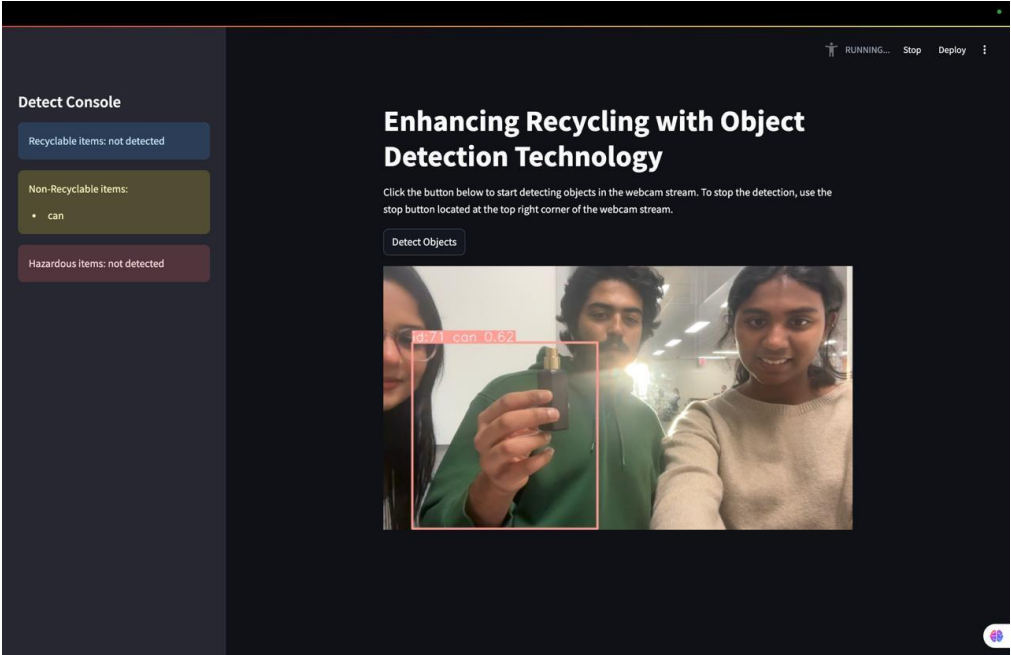 RUNNING... Stop Deploy
Detect Console
Recyclable items: not detected
Non-Recyclable items:
• can
Hazardous items: not detected
Enhancing Recycling with Object
Detection Technology
Click the button below to start detecting objects in the webcam stream. To stop the detection, use the
stop button located at the top right corner of the webcam stream.
Detect Objects
id:71 can 0.62